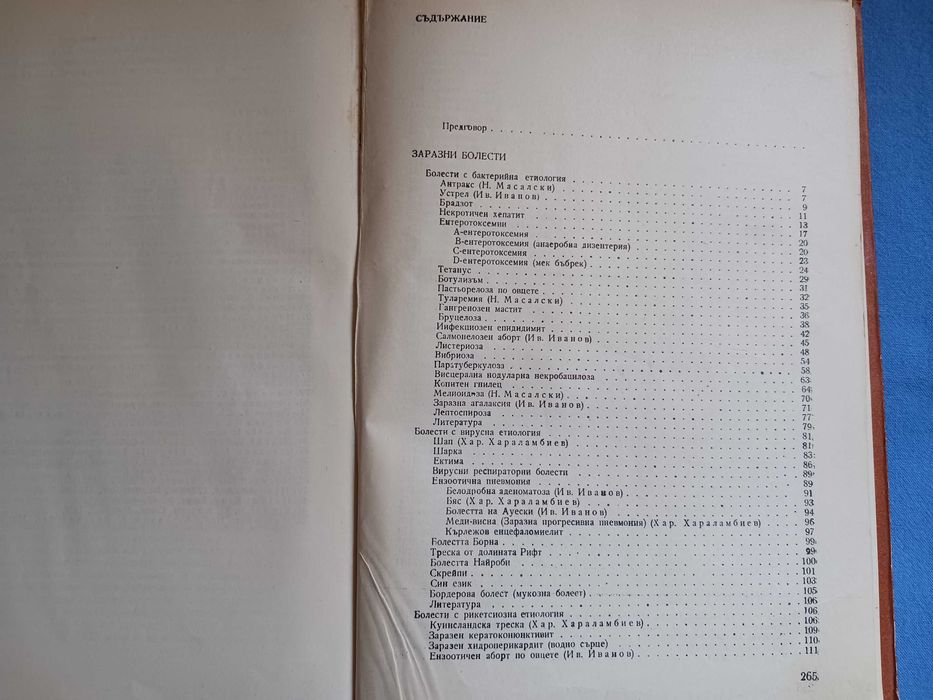 СЪДЪРЖАНИЕ
Предговор
ЗАРАЗНИ БОЛЕСТИ
Болести с бактерийна етиология 7
Антракс (Н. Масалски) 7
Устрел (Ив. Иванов) 9
Брадзот 11
Некротичен хепатит 13
Ентеротоксемии 17
А-ентеротоксемия 20
В-ентеротоксемия (анаеробна дизентерия) 20
С-ентеротоксемия 23
D-ентеротоксемия (мек бъбрек) 24
Тетанус 29
Ботулизъм 31
Пастьорелоза по овцете 32
Туларемия (Н. Масалски) 35
Гангренозен мастит 36
Бруцелоза 38
Инфекциозен епидидимит 42
Салмонелозен аборт (Ив. Иванов) 45
Листериоза 48
Вибриоза 54
Паратуберкулоза 58
Висцерална нодуларна некробацилоза 63
Копитен гнилец 64
Мелиоидоза (Н. Масалски) 70
Заразна агалаксия (Ив. Иванов) 71
Лептоспироза 77
Литература 79
Болести с вирусна етиология 81
Шап (Хар. Хараламбиев) 81
Шарка 83
Ектима 86
Вирусни респираторни болести 89
Ензоотична пневмония 89
Белодробна аденоматоза (Ив. Иванов) 91
Бяс (Хар. Хараламбиев) 93
Болестта на Ауески (Ив. Иванов) 94
Меди-висна (Заразна прогресивна пневмония) (Хар. Хараламбиев) 96
Кърлежов енцефаломиелит 97
Болестта Борна 99
Треска от долината Рифт 99
Болестта Найроби 100
Скрейпи 101
Син език 103
Бордерова болест (мукозна болест) 105
Литература 106
Болести с рикетсиозна етиология 106
Куинсландска треска (Хар. Хараламбиев) 106
Заразен кератоконюнктивит 109
Заразен хидроперикардит (водно сърце) 110
Ензоотичен аборт по овцете (Ив. Иванов) 111
265